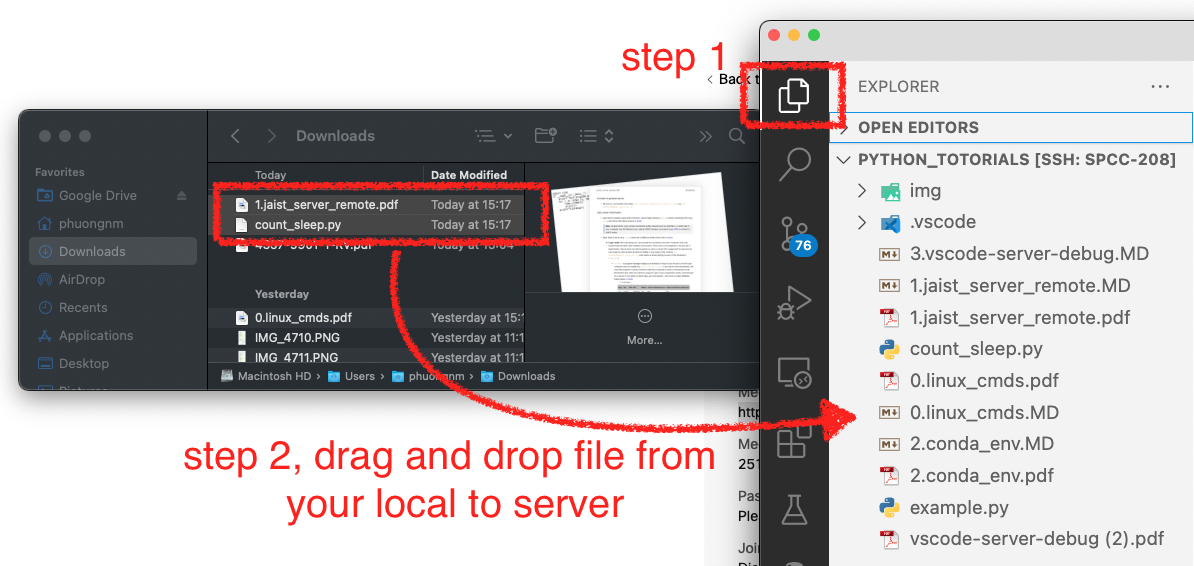 step 1
Back t
Downloads
Favorites
Google Drive
phuongnm
Downloads
AirDrop
Recents
Applications
Desktop
Today
Date Modified
1.jaist_server_remote.pdf
Today at 15:17
count_sleep.py
Today at 15:17
Yesterday
0.linux_cmds.pdf
Yesterday at 15:1
IMG_4710.PNG
Yesterday at 11:1
IMG_4711.PNG
Yesterday at 11:1
More...
Macintosh HD › Users › phuongnm › Downloads
step 2, drag and drop file from
your local to server
Me
http
Me
251
Pas
Ple
Joi
EXPLORER
OPEN EDITORS
PYTHON_TOTORIALS [SSH: SPCC-208]
img
.vscode
76
3.vscode-server-debug.MD
1.jaist_server_remote.MD
1.jaist_server_remote.pdf
count_sleep.py
0.linux_cmds.pdf
0.linux_cmds.MD
2.conda_env.MD
2.conda_env.pdf
example.py
vscode-server-debug (2).pdf